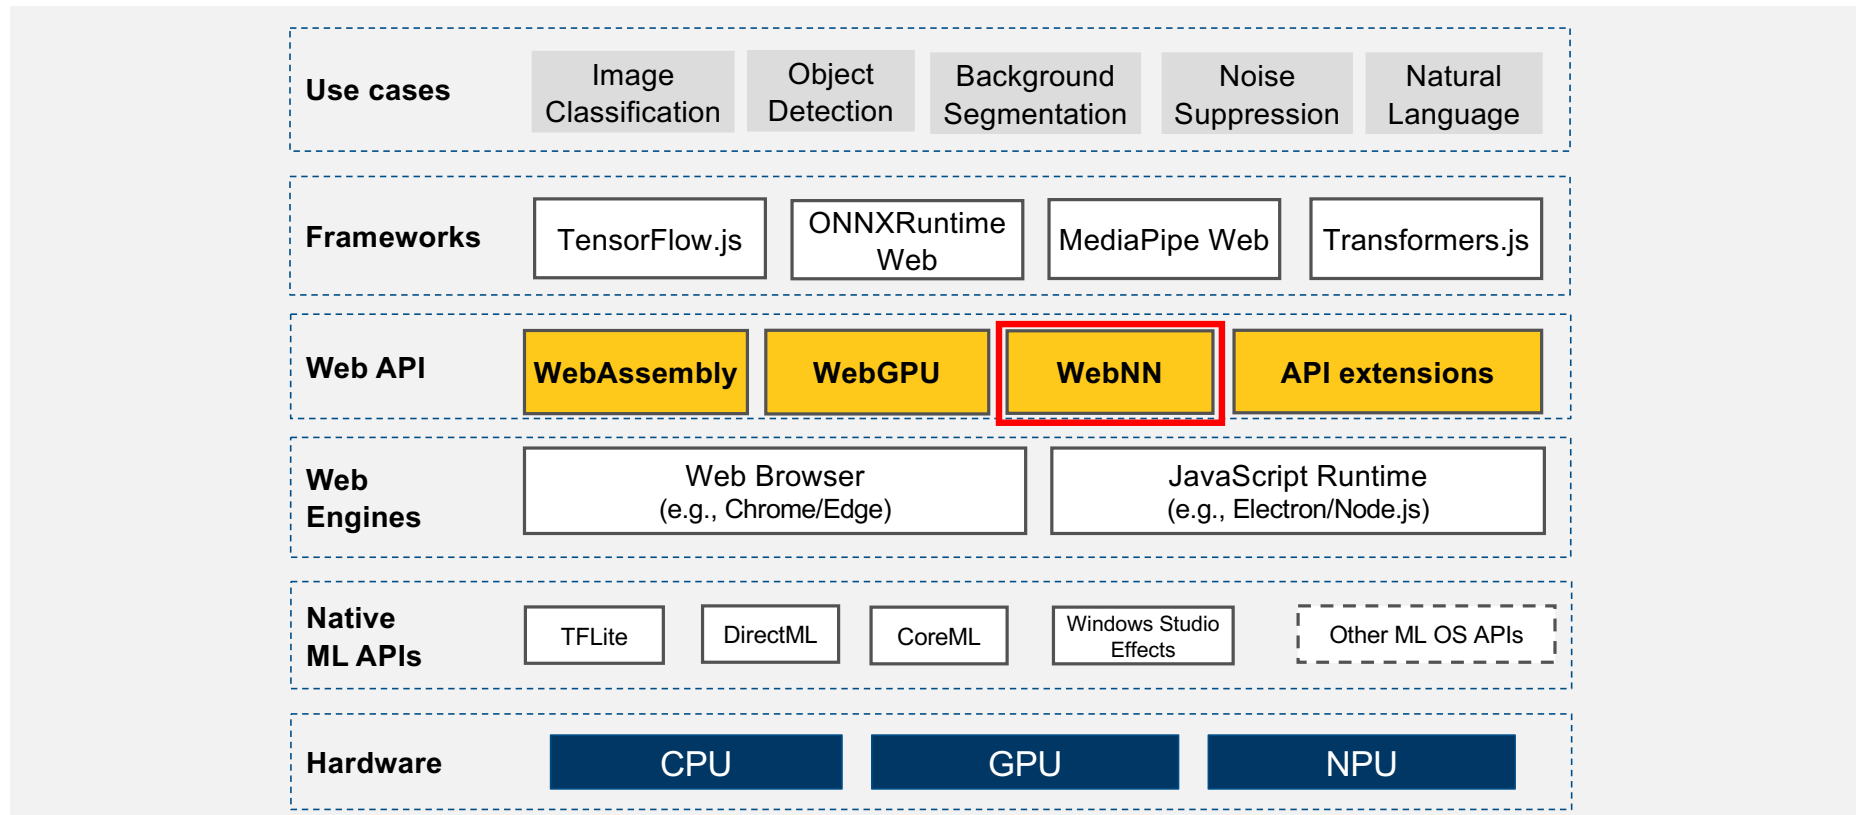 Use cases
Image
Classification
Object
Detection
Background
Segmentation
Noise
Suppression
Natural
Language
Frameworks
TensorFlow.js
ONNXRuntime
Web
MediaPipe Web
Transformers.js
Web API
WebAssembly
WebGPU
WebNN
API extensions
Web
Engines
Web Browser
(e.g., Chrome/Edge)
JavaScript Runtime
(e.g., Electron/Node.js)
Native
ML APIs
TFLite
DirectML
CoreML
Windows Studio
Effects
Other ML OS APIs
Hardware
CPU
GPU
NPU